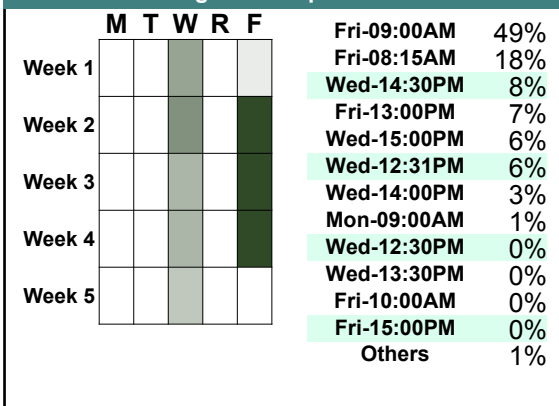 M T W R F
Week 1
Week 2
Week 3
Week 4
Week 5
Fri-09:00AM 49%
Fri-08:15AM 18%
Wed-14:30PM 8%
Fri-13:00PM 7%
Wed-15:00PM 6%
Wed-12:31PM 6%
Wed-14:00PM 3%
Mon-09:00AM 1%
Wed-12:30PM 0%
Wed-13:30PM 0%
Fri-10:00AM 0%
Fri-15:00PM 0%
Others 1%